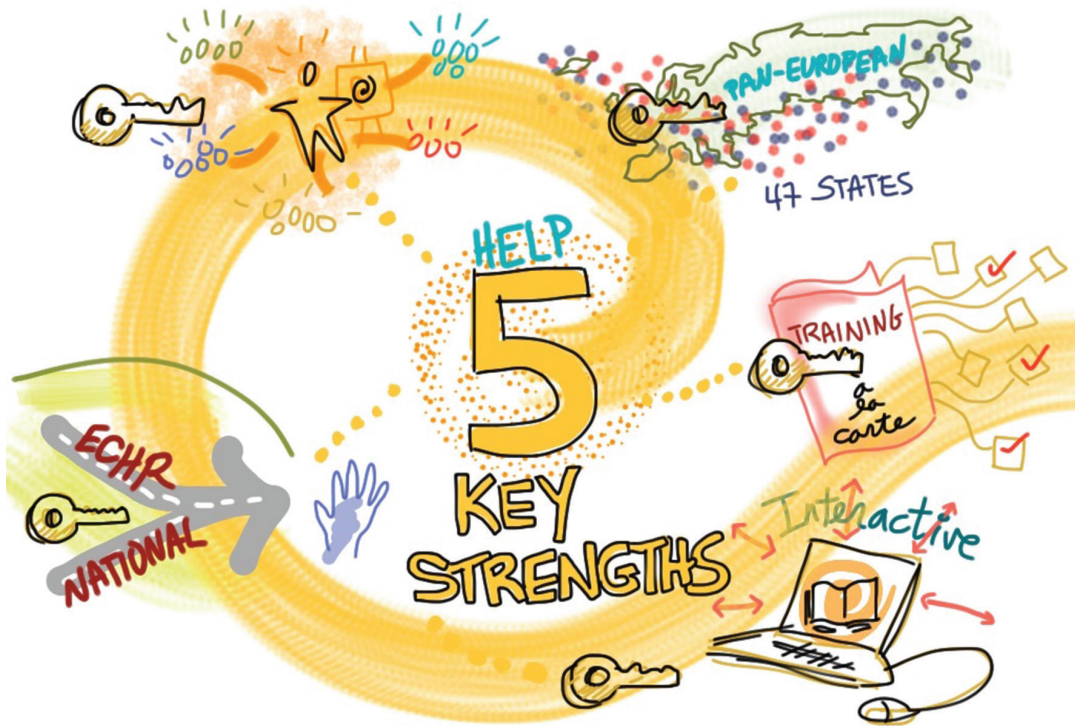 PAN-EUROPEAN
47 STATES
HELP
5
KEY
STRENGTHS
TRAINING
a
la
carte
ECHR
NATIONAL
Interactive